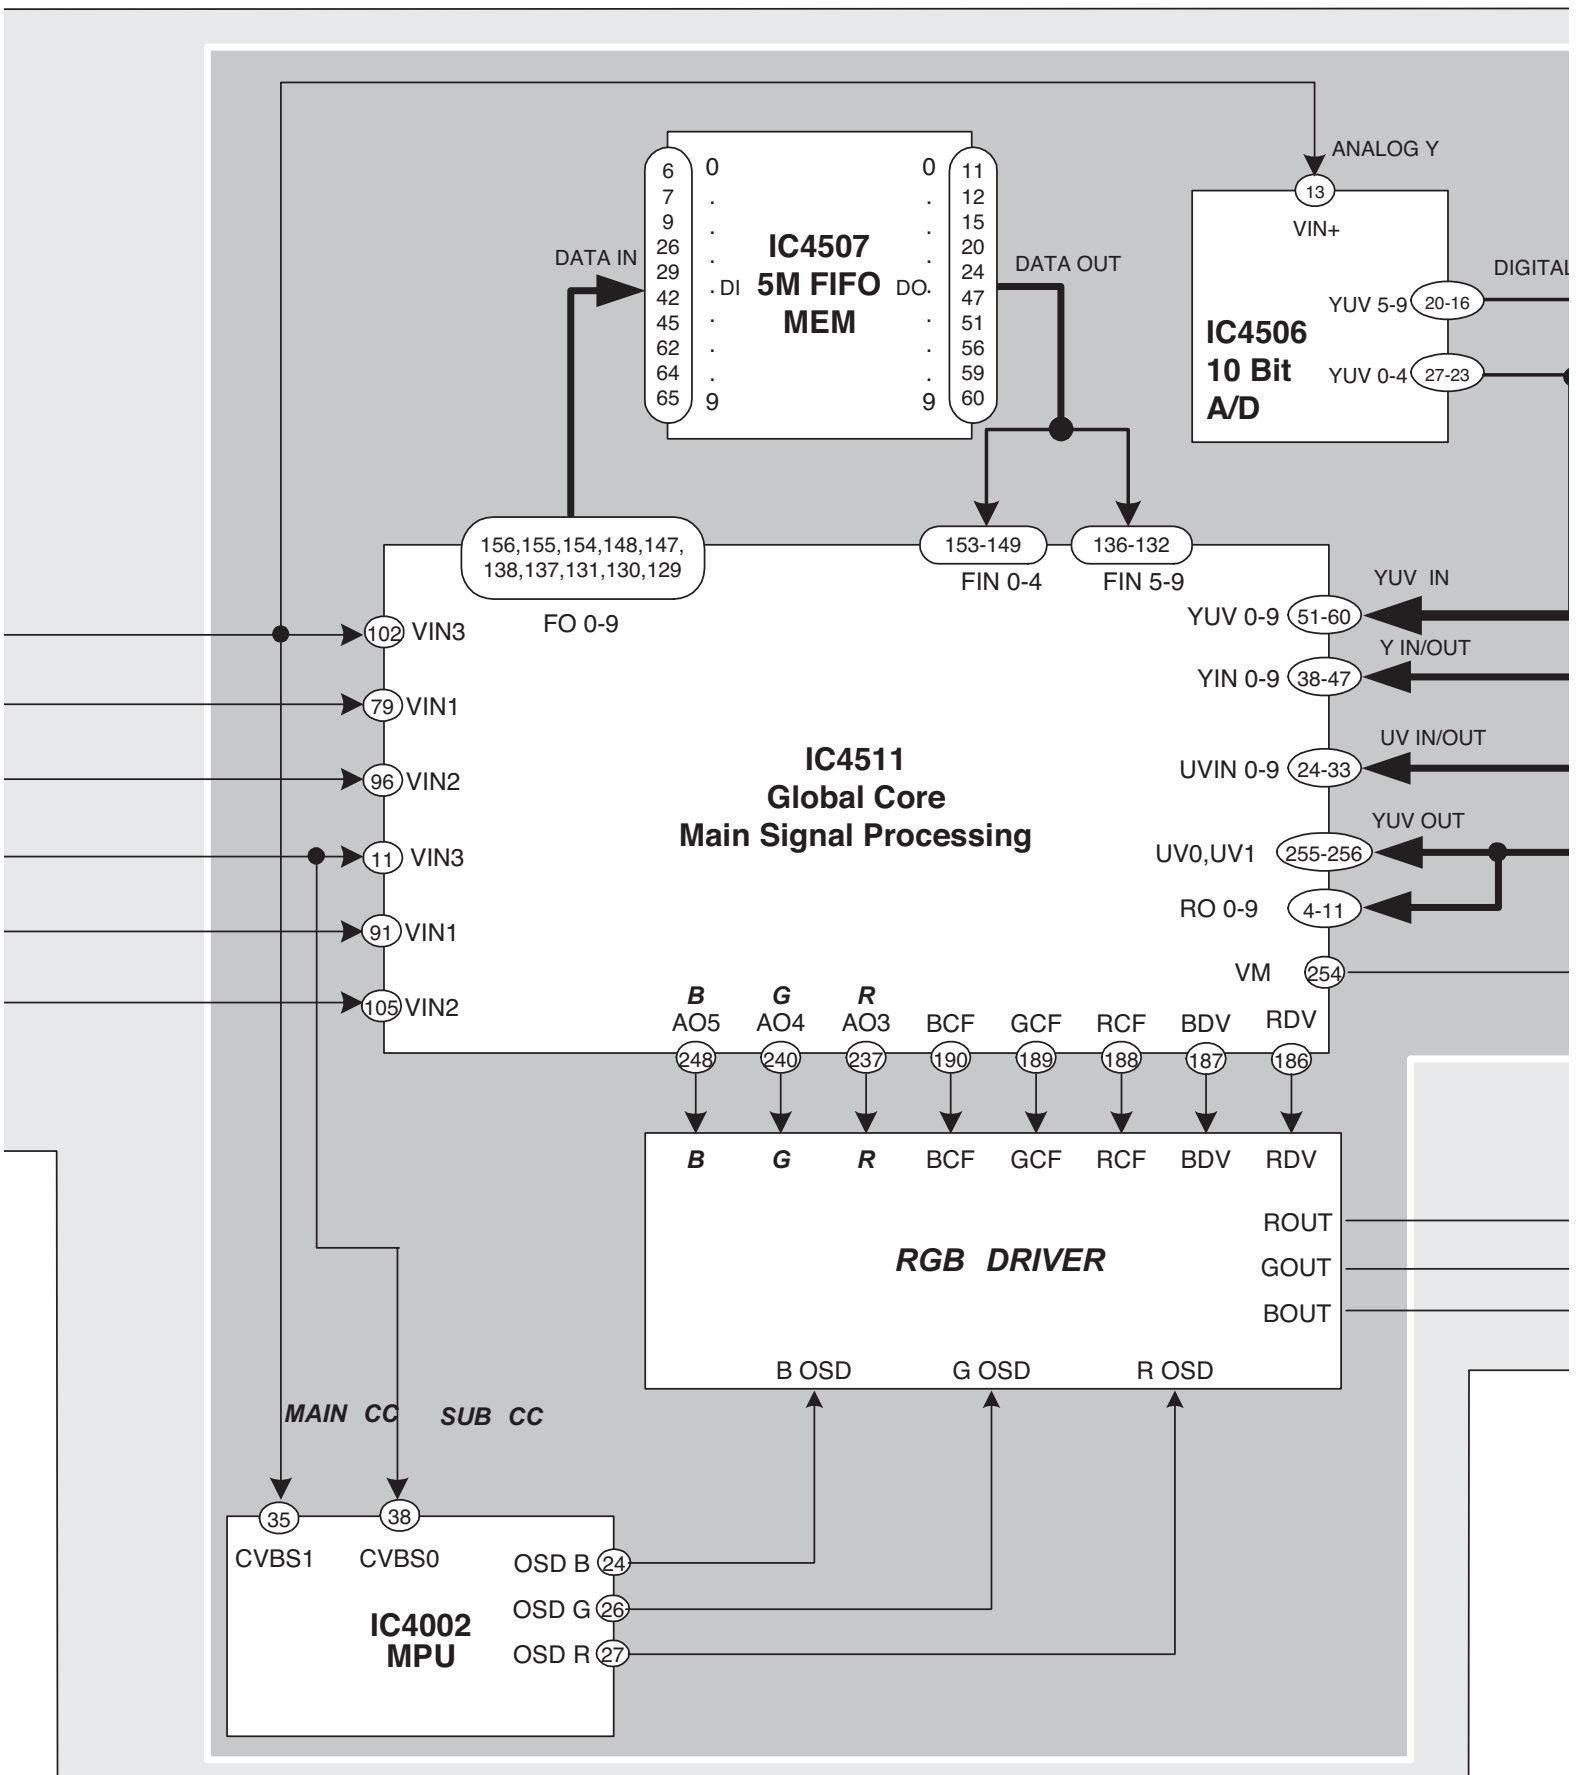 ANALOG Y
13
VIN+
6
7
9
26
29
42
45
62
64
65
0
.
.
.
.
.
.
.
9
DI
IC4507
5M FIFO
MEM
DO
0
.
.
.
.
.
.
.
9
11
12
15
20
24
47
51
56
59
60
DATA IN
DATA OUT
DIGITAL
YUV 5-9 20-16
IC4506
10 Bit
A/D
YUV 0-4 27-23
156,155,154,148,147,
138,137,131,130,129
FO 0-9
153-149
FIN 0-4
136-132
FIN 5-9
YUV IN
YUV 0-9 51-60
Y IN/OUT
YIN 0-9 38-47
UV IN/OUT
UVIN 0-9 24-33
YUV OUT
UV0,UV1 255-256
RO 0-9 4-11
VM 254
102 VIN3
79 VIN1
96 VIN2
11 VIN3
91 VIN1
105 VIN2
IC4511
Global Core
Main Signal Processing
B G R
AO5 AO4 AO3 BCF GCF RCF BDV RDV
248 240 237 190 189 188 187 186
B G R BCF GCF RCF BDV RDV
ROUT
RGB DRIVER
GOUT
BOUT
B OSD G OSD R OSD
MAIN CC SUB CC
35 38
CVBS1 CVBS0
OSD B 24
OSD G 26
OSD R 27
IC4002
MPU